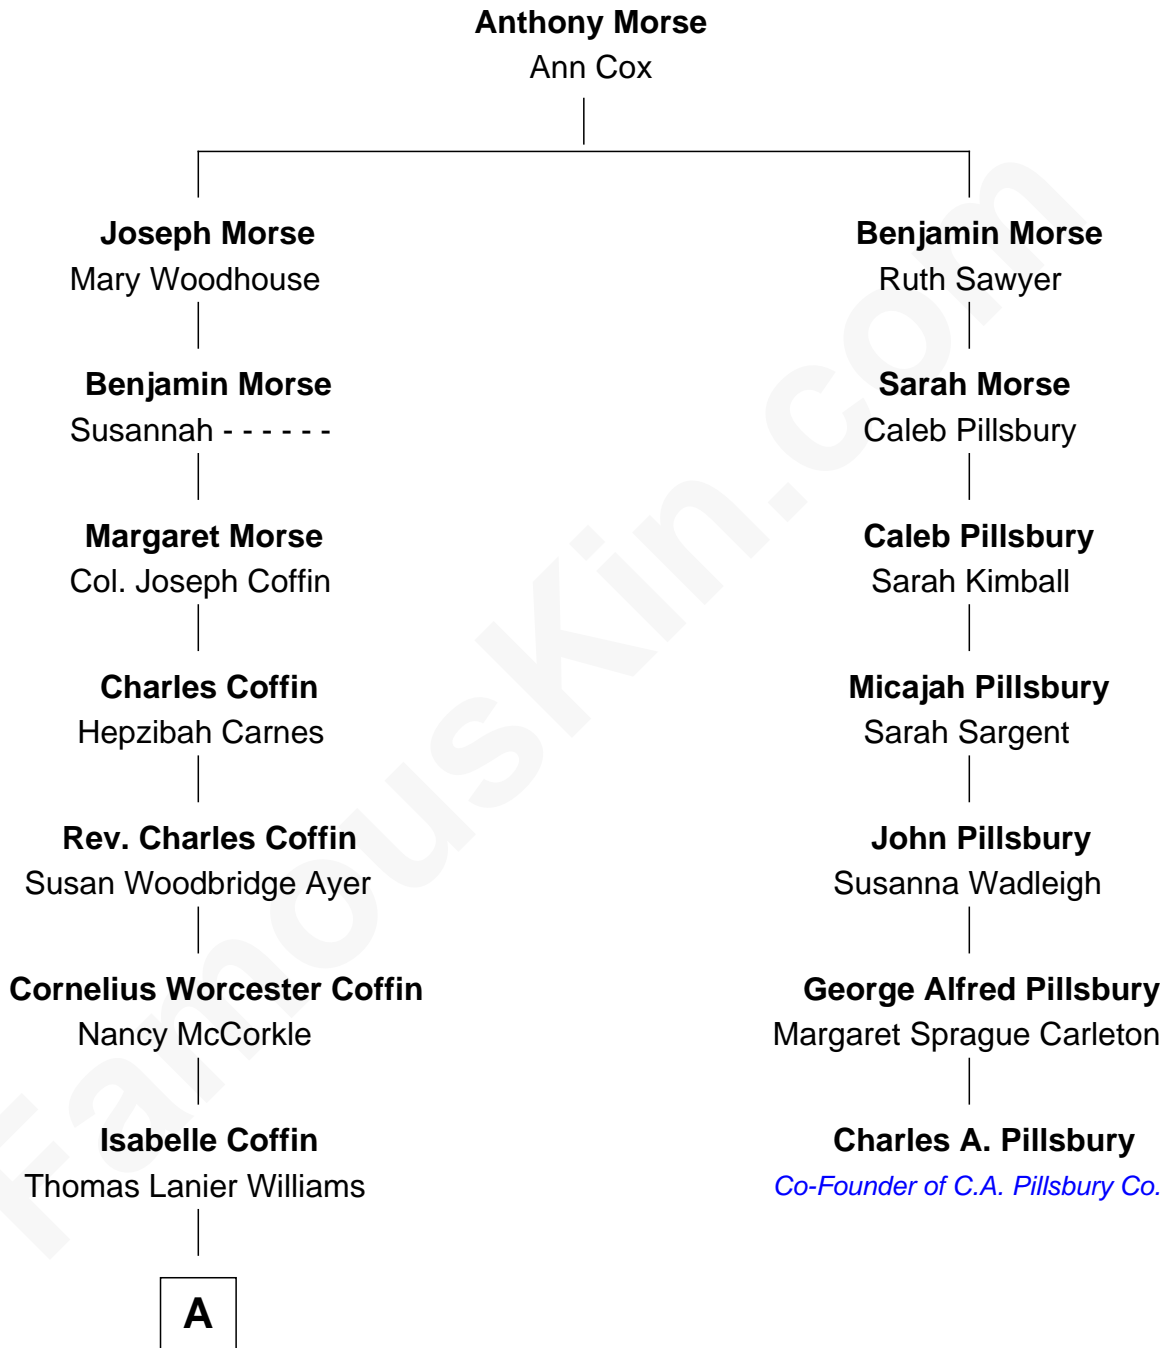 Anthony Morse
Ann Cox
Joseph Morse
Mary Woodhouse
Benjamin Morse
Ruth Sawyer
Benjamin Morse
Susannah - - - - - -
Sarah Morse
Caleb Pillsbury
Margaret Morse
Col. Joseph Coffin
Caleb Pillsbury
Sarah Kimball
Charles Coffin
Hepzibah Carnes
Micajah Pillsbury
Sarah Sargent
Rev. Charles Coffin
Susan Woodbridge Ayer
John Pillsbury
Susanna Wadleigh
Cornelius Worcester Coffin
Nancy McCorkle
George Alfred Pillsbury
Margaret Sprague Carleton
Isabelle Coffin
Thomas Lanier Williams
Charles A. Pillsbury
Co-Founder of C.A. Pillsbury Co.
A
FamousKin.com